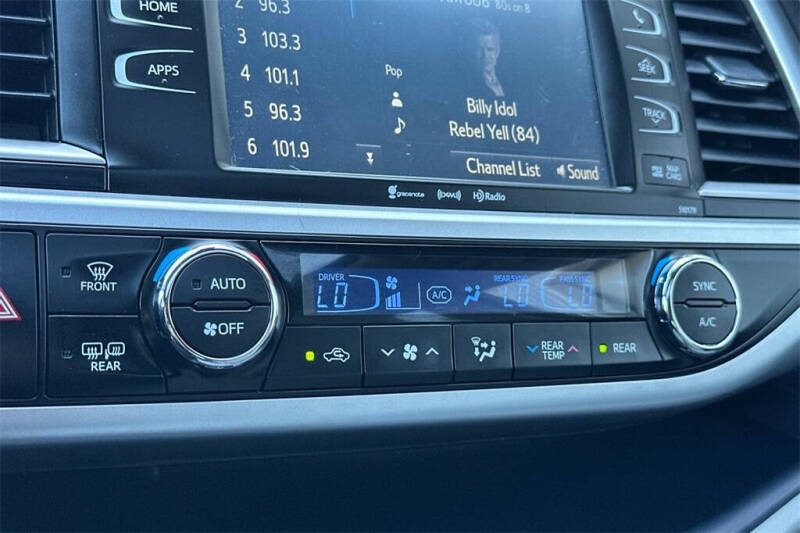 HOME
APPS
2 96.3
3 103.3
4 101.1
5 96.3
6 101.9
80s on 8
Pop
Billy Idol
Rebel Yell (84)
Channel List
Sound
SEEK
TRACK
gracenote
HD Radio
FRONT
REAR
AUTO
OFF
DRIVER
LO
A/C
REAR SYNC
LO
PASS SYNC
LO
REAR TEMP
REAR
SYNC
A/C